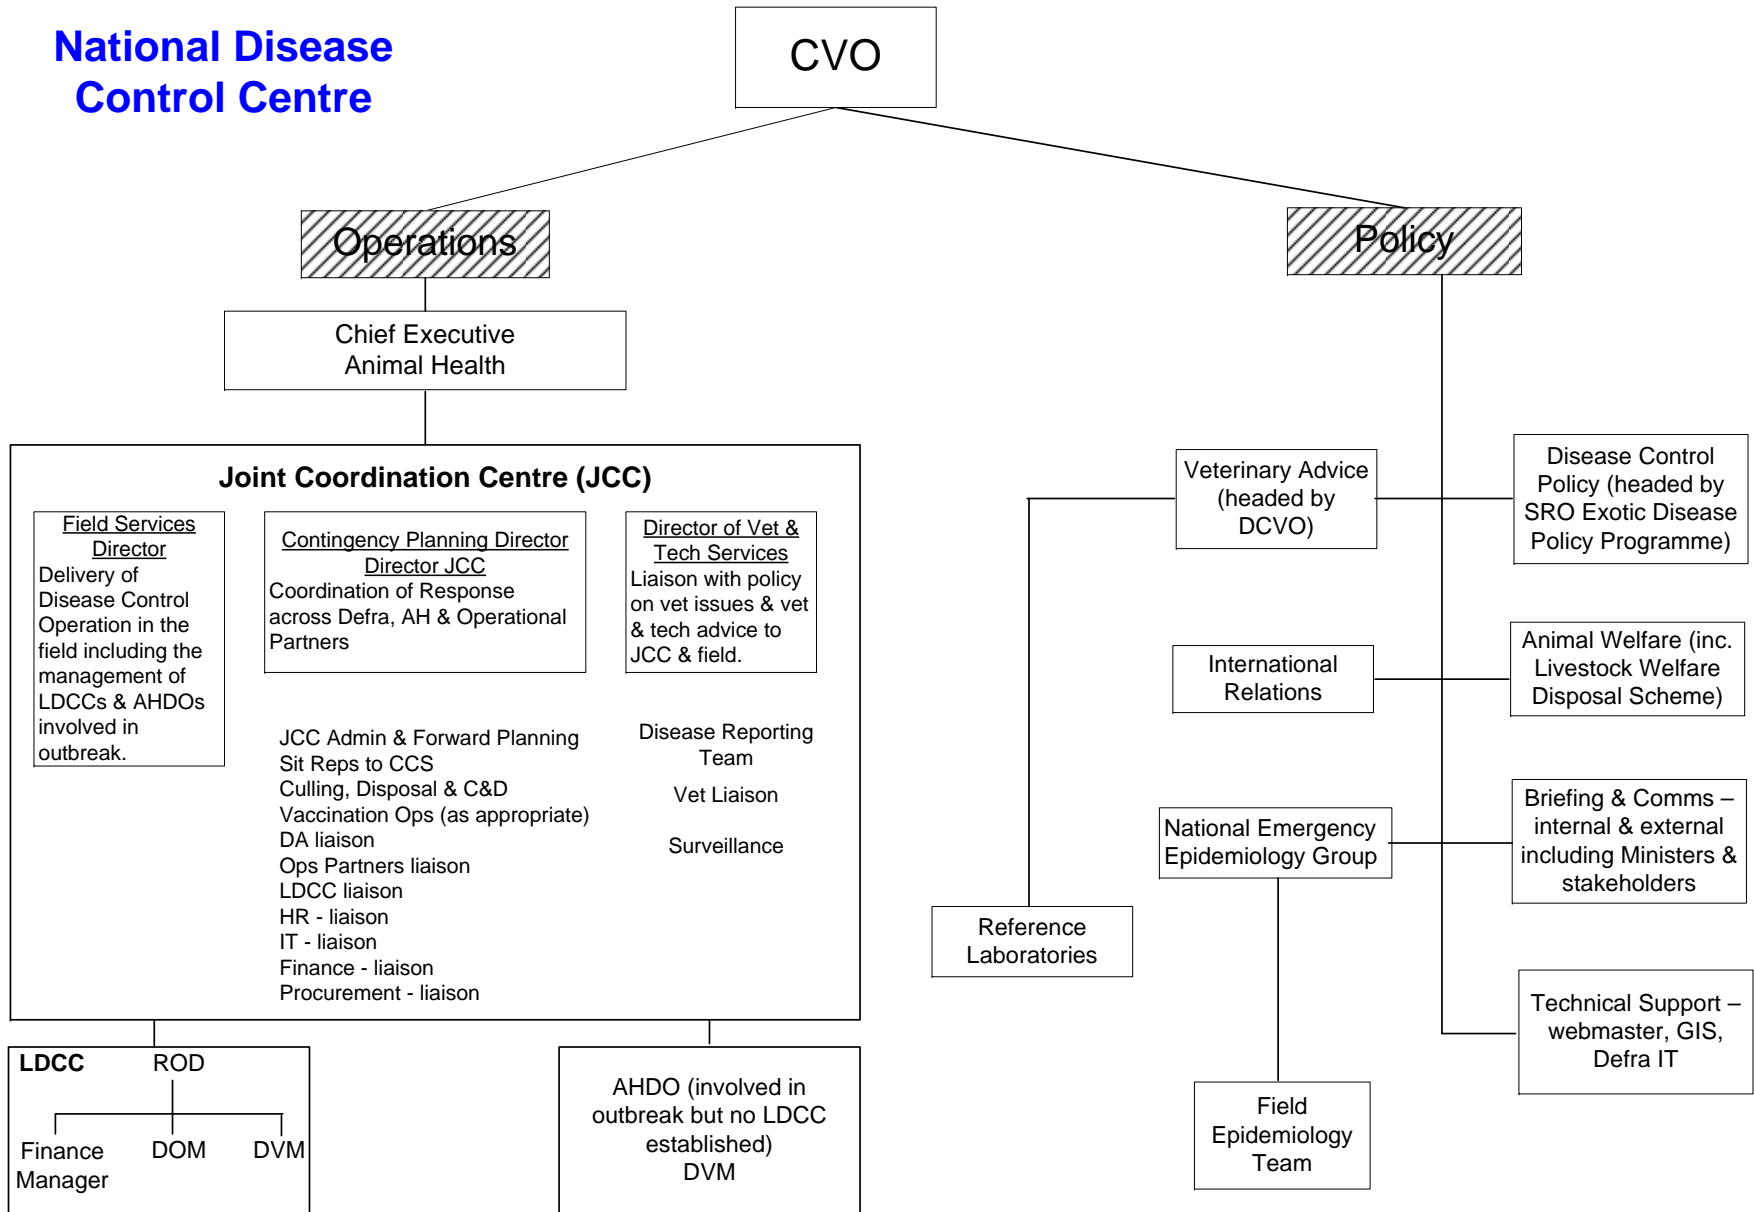 National Disease
Control Centre
CVO
Operations
Policy
Chief Executive
Animal Health
Joint Coordination Centre (JCC)
Field Services
Director
Delivery of
Disease Control
Operation in the
field including the
management of
LDCCs & AHDOs
involved in
outbreak.
Contingency Planning Director
Director JCC
Coordination of Response
across Defra, AH & Operational
Partners
Director of Vet &
Tech Services
Liaison with policy
on vet issues & vet
& tech advice to
JCC & field.
JCC Admin & Forward Planning
Sit Reps to CCS
Culling, Disposal & C&D
Vaccination Ops (as appropriate)
DA liaison
Ops Partners liaison
LDCC liaison
HR - liaison
IT - liaison
Finance - liaison
Procurement - liaison
Disease Reporting
Team
Vet Liaison
Surveillance
LDCC
ROD
Finance
Manager
DOM
DVM
AHDO (involved in
outbreak but no LDCC
established)
DVM
Veterinary Advice
(headed by
DCVO)
Disease Control
Policy (headed by
SRO Exotic Disease
Policy Programme)
International
Relations
Animal Welfare (inc.
Livestock Welfare
Disposal Scheme)
National Emergency
Epidemiology Group
Briefing & Comms –
internal & external
including Ministers &
stakeholders
Reference
Laboratories
Technical Support –
webmaster, GIS,
Defra IT
Field
Epidemiology
Team